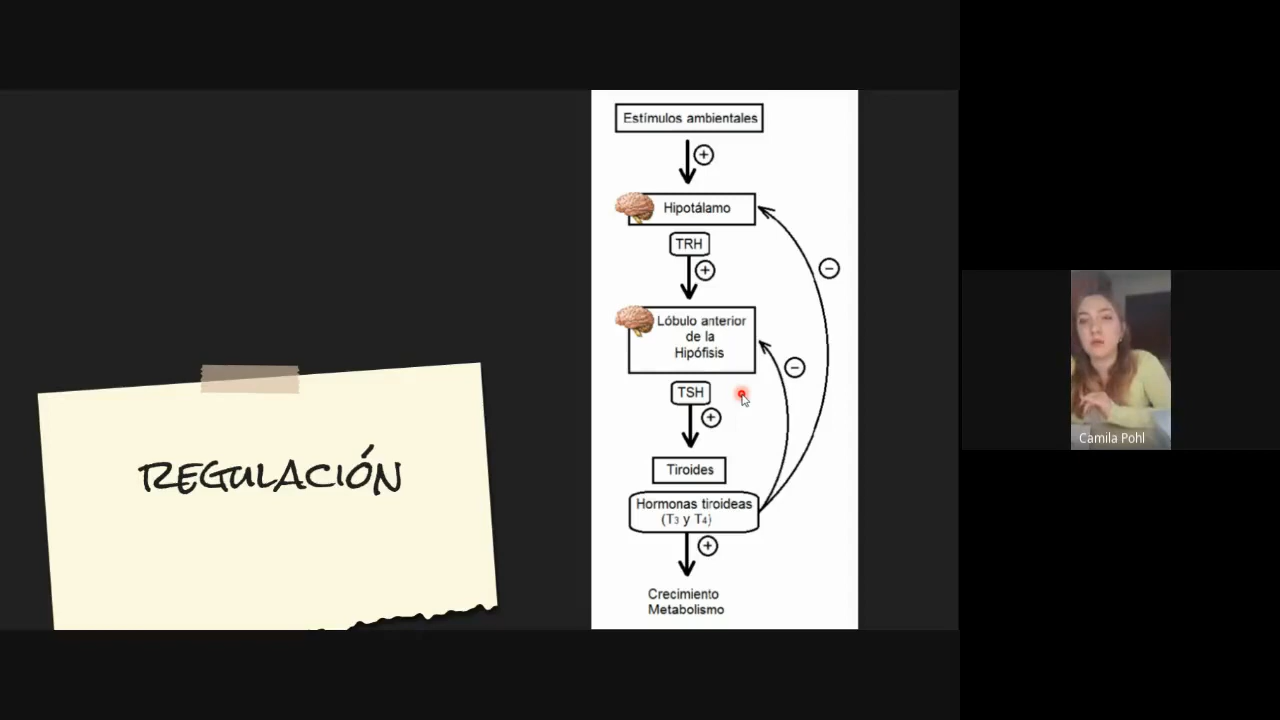 REGULACIÓN
Estímulos ambientales
+
Hipotálamo
TRH
+
−
Lóbulo anterior
de la
Hipófisis
−
TSH
+
Tiroides
Hormonas tiroideas
(T3 y T4)
+
Crecimiento
Metabolismo
Camila Pohl